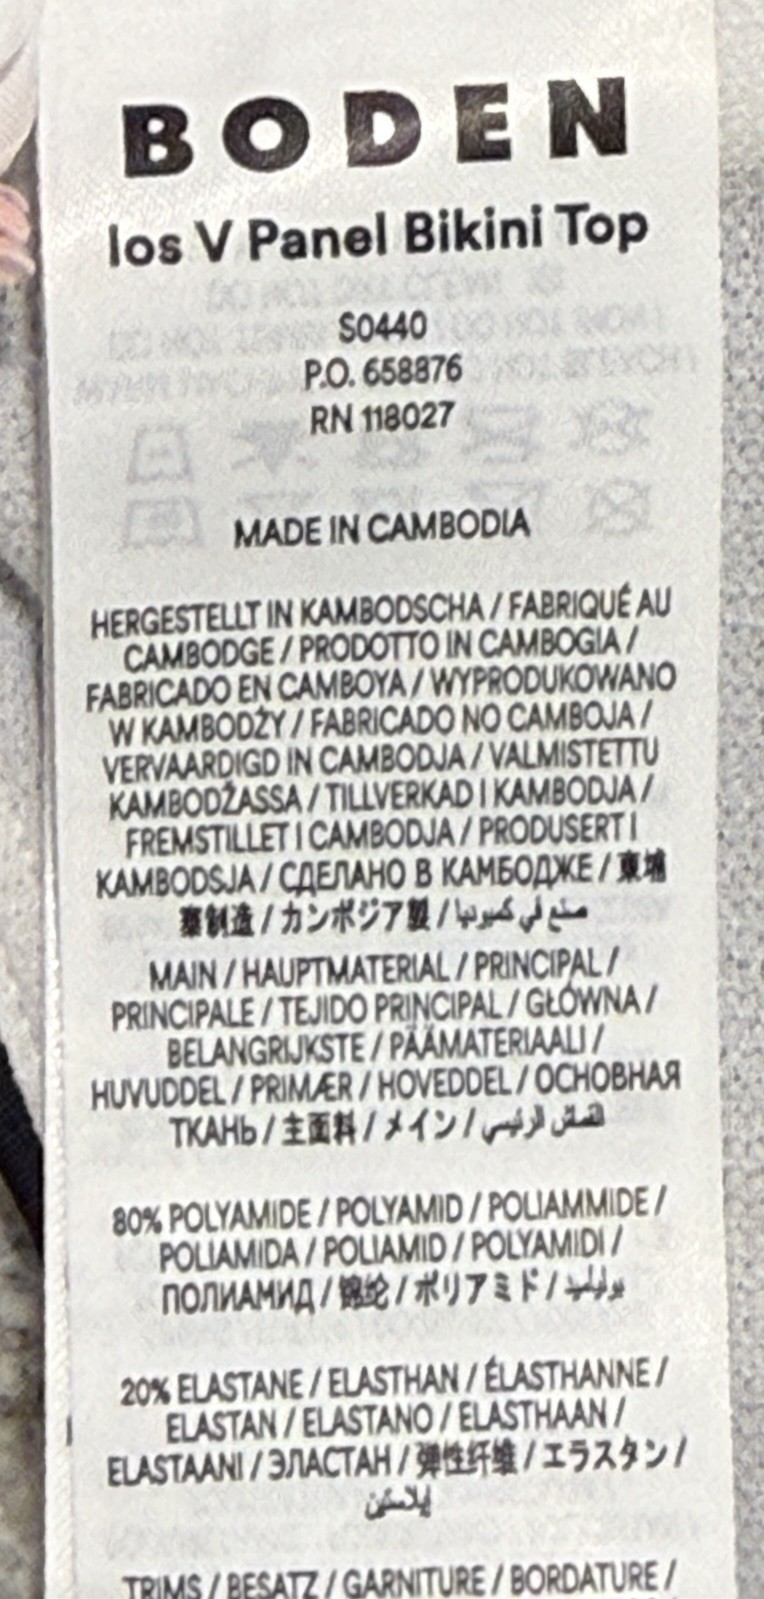 BODEN
Ios V Panel Bikini Top
S0440
P.O. 658876
RN 118027
MADE IN CAMBODIA
HERGESTELLT IN KAMBODSCHA / FABRIQUÉ AU
CAMBODGE / PRODOTTO IN CAMBOGIA /
FABRICADO EN CAMBOYA / WYPRODUKOWANO
W KAMBODŻY / FABRICADO NO CAMBOJA /
VERVAARDIGD IN CAMBODJA / VALMISTETTU
KAMBODŽASSA / TILLVERKAD I KAMBODJA /
FREMSTILLET I CAMBODJA / PRODUSERT I
KAMBODSJA / СДЕЛАНО В КАМБОДЖЕ / 柬埔
寨制造 / カンボジア製 / صنع في كمبوديا
MAIN / HAUPTMATERIAL / PRINCIPAL /
PRINCIPALE / TEJIDO PRINCIPAL / GŁÓWNA /
BELANGRIJKSTE / PÄÄMATERIAALI /
HUVUDDEL / PRIMÆR / HOVEDDEL / ОСНОВНАЯ
ТКАНЬ / 主面料 / メイン / القماش الرئيسي
80% POLYAMIDE / POLYAMID / POLIAMMIDE /
POLIAMIDA / POLIAMID / POLYAMIDI /
ПОЛИАМИД / 锦纶 / ポリアミド /
20% ELASTANE / ELASTHAN / ÉLASTHANNE /
ELASTAN / ELASTANO / ELASTHAAN /
ELASTAANI / ЭЛАСТАН / 弹性纤维 / エラスタン /
إيلاستين
TRIMS / BESATZ / GARNITURE / BORDATURE /